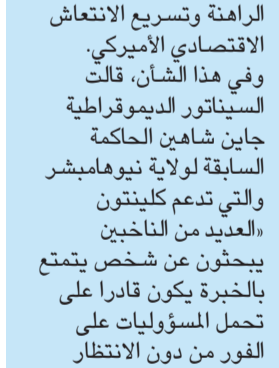 الراهنة وتسريع الانتعاش
الاقتصادي الأميركي.
وفي هذا الشأن، قالت
السيناتور الديموقراطية
جاين شاهين الحاكمة
السابقة لولاية نيوهامبشر
والتي تدعم كلينتون
«العديد من الناخبين
يبحثون عن شخص يتمتع
بالخبرة يكون قادرا على
تحمل المسؤوليات على
الفور من دون الانتظار